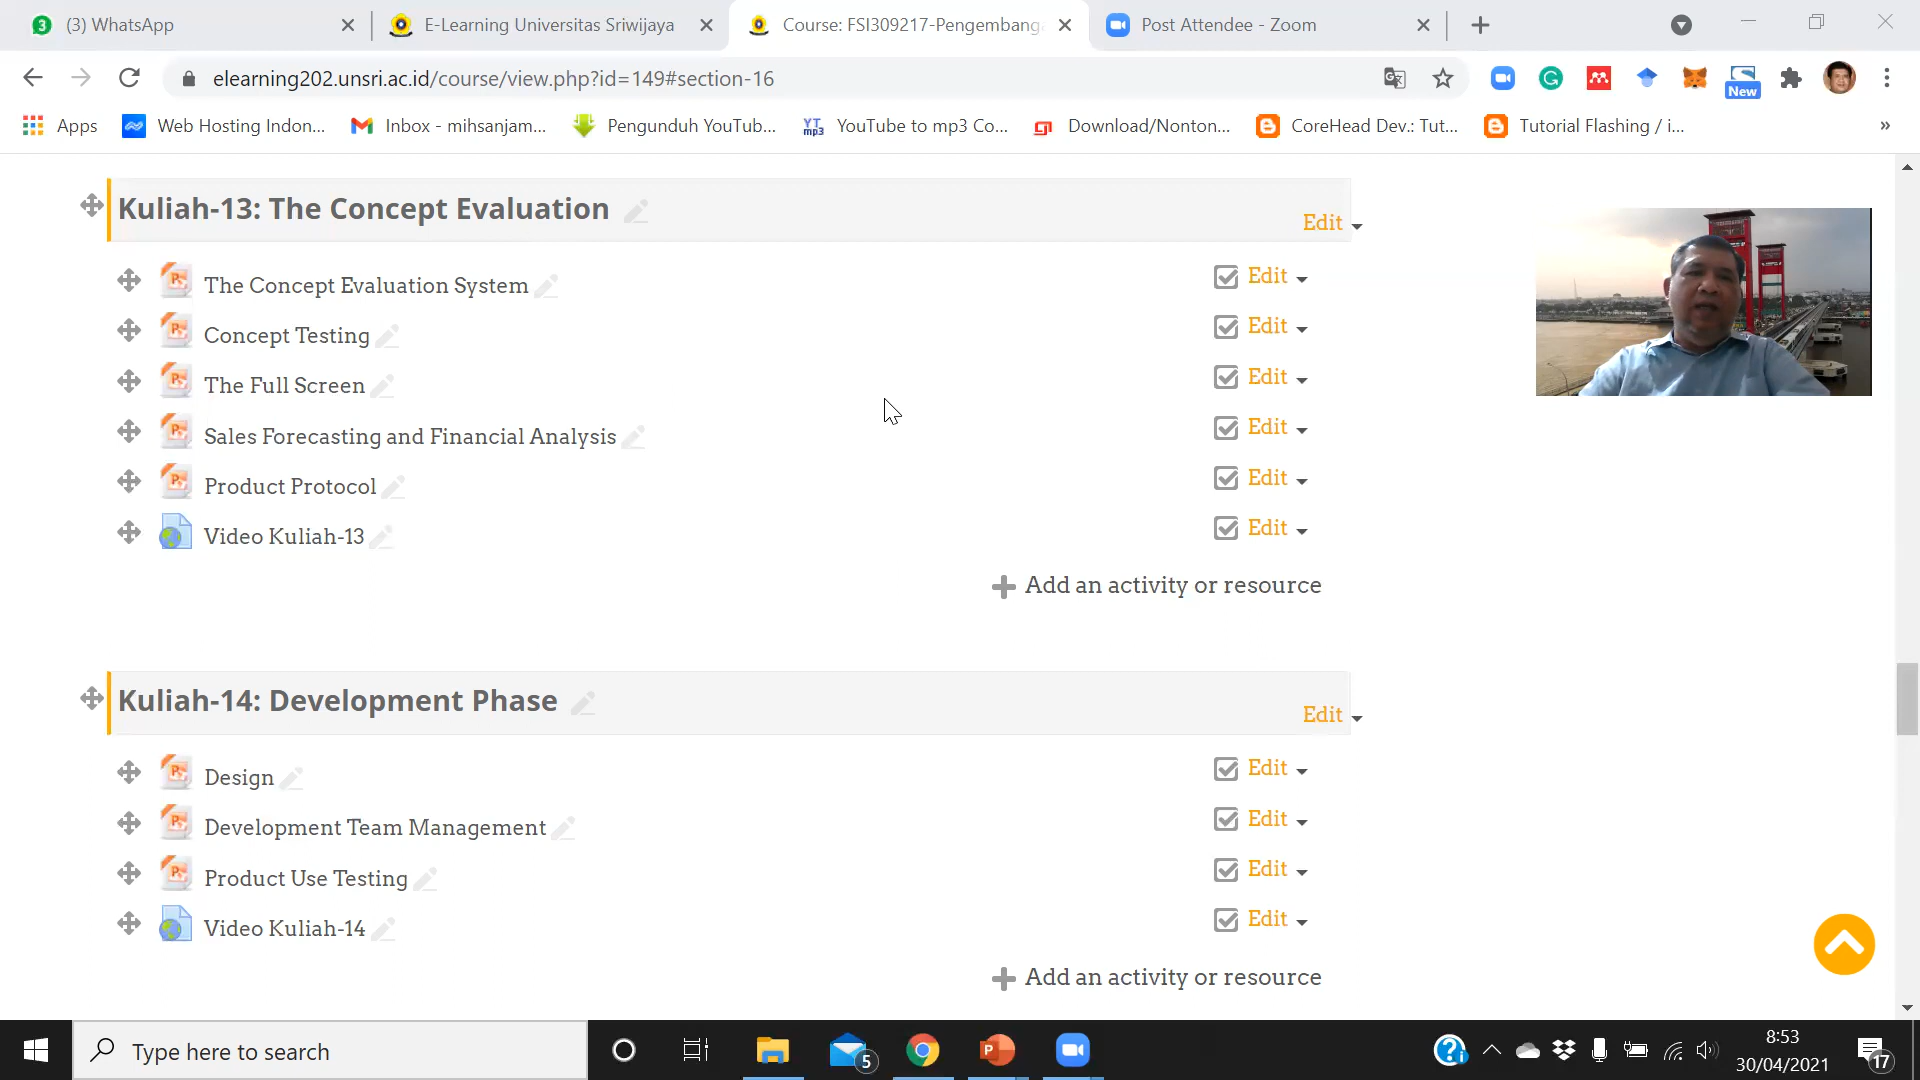 (3) WhatsApp
E-Learning Universitas Sriwijaya
Course: FSI309217-Pengembang
Post Attendee - Zoom
elearning202.unsri.ac.id/course/view.php?id=149#section-16
New
Apps
Web Hosting Indon...
Inbox - mihsanjam...
Pengunduh YouTub...
YT mp3
YouTube to mp3 Co...
Download/Nonton...
CoreHead Dev.: Tut...
Tutorial Flashing / i...
»
Kuliah-13: The Concept Evaluation
Edit
The Concept Evaluation System
Edit
Concept Testing
Edit
The Full Screen
Edit
Sales Forecasting and Financial Analysis
Edit
Product Protocol
Edit
Video Kuliah-13
Edit
Add an activity or resource
Kuliah-14: Development Phase
Edit
Design
Edit
Development Team Management
Edit
Product Use Testing
Edit
Video Kuliah-14
Edit
Add an activity or resource
Type here to search
5
8:53
30/04/2021
17